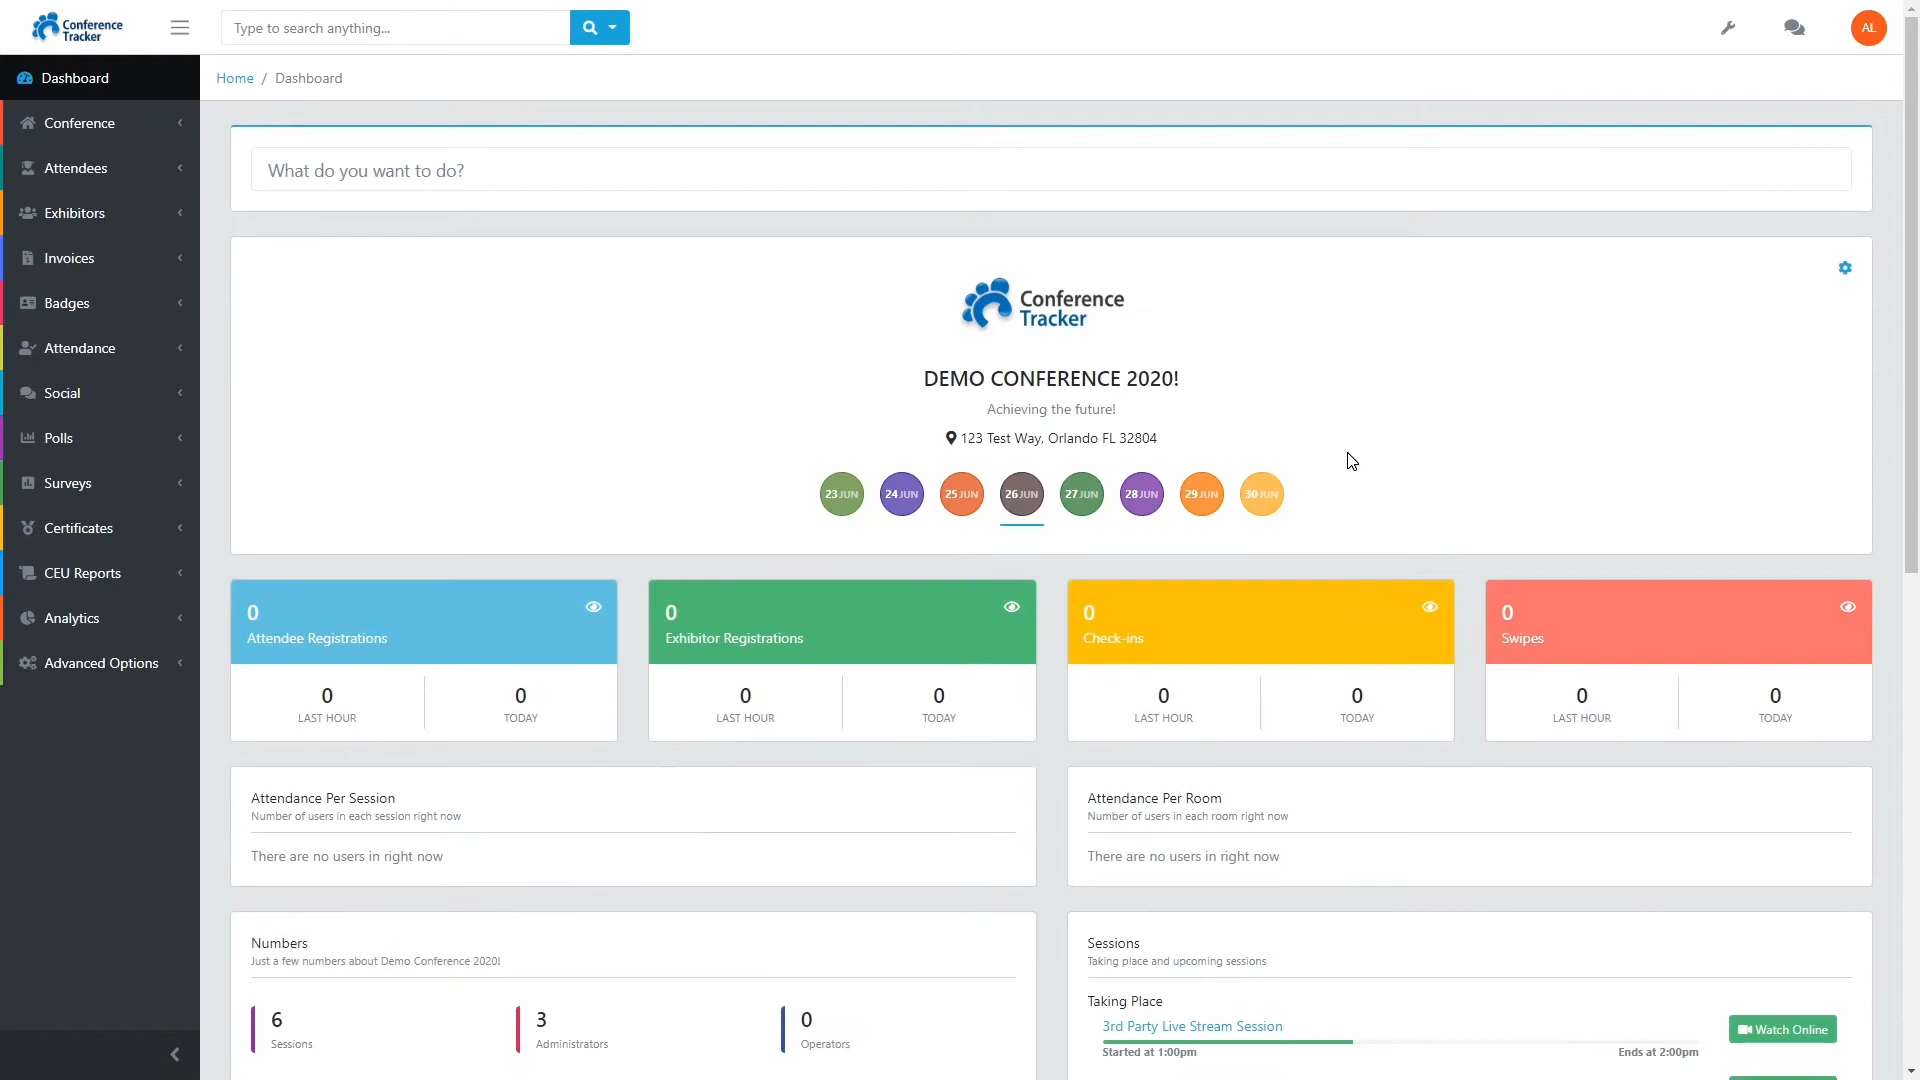 Conference
Tracker
Type to search anything...
AL
Dashboard
Home / Dashboard
Conference
Attendees
Exhibitors
Invoices
Badges
Attendance
Social
Polls
Surveys
Certificates
CEU Reports
Analytics
Advanced Options
What do you want to do?
Conference
Tracker
DEMO CONFERENCE 2020!
Achieving the future!
123 Test Way, Orlando FL 32804
23 JUN 24 JUN 25 JUN 26 JUN 27 JUN 28 JUN 29 JUN 30 JUN
0
Attendee Registrations
0
LAST HOUR
0
TODAY
0
Exhibitor Registrations
0
LAST HOUR
0
TODAY
0
Check-ins
0
LAST HOUR
0
TODAY
0
Swipes
0
LAST HOUR
0
TODAY
Attendance Per Session
Number of users in each session right now
There are no users in right now
Attendance Per Room
Number of users in each room right now
There are no users in right now
Numbers
Just a few numbers about Demo Conference 2020!
6
Sessions
3
Administrators
0
Operators
Sessions
Taking place and upcoming sessions
Taking Place
3rd Party Live Stream Session
Watch Online
Started at 1:00pm Ends at 2:00pm